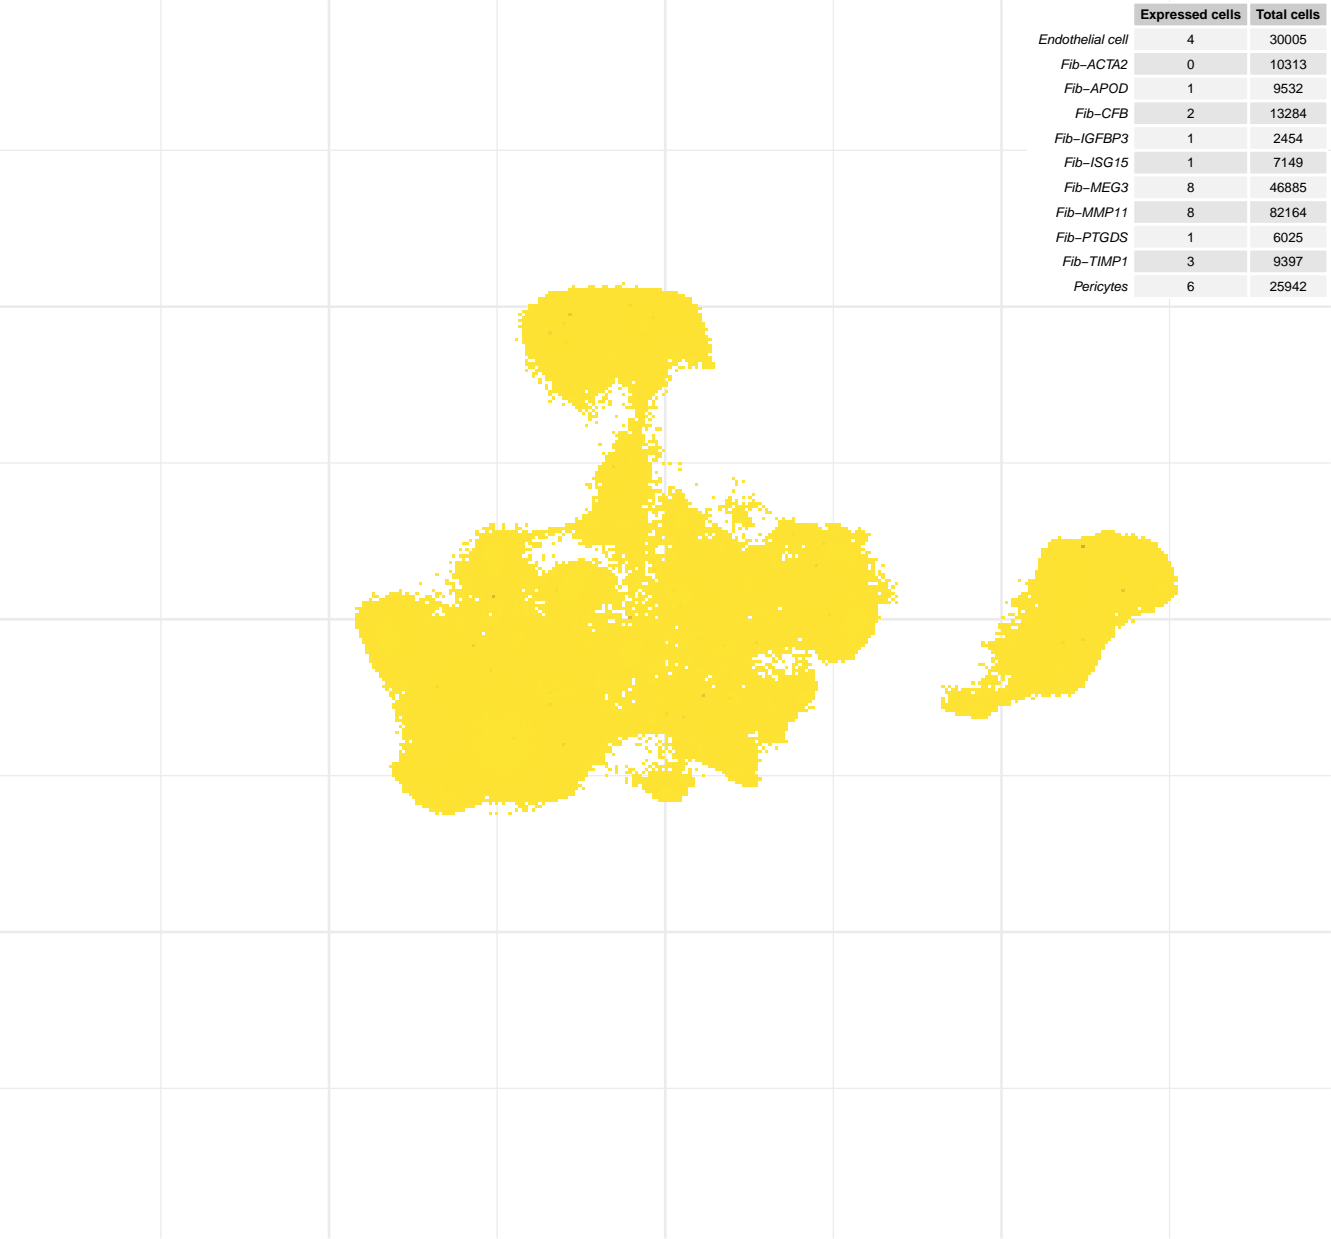 Expressed cells Total cells
Endothelial cell 4 30005
Fib−ACTA2 0 10313
Fib−APOD 1 9532
Fib−CFB 2 13284
Fib−IGFBP3 1 2454
Fib−ISG15 1 7149
Fib−MEG3 8 46885
Fib−MMP11 8 82164
Fib−PTGDS 1 6025
Fib−TIMP1 3 9397
Pericytes 6 25942